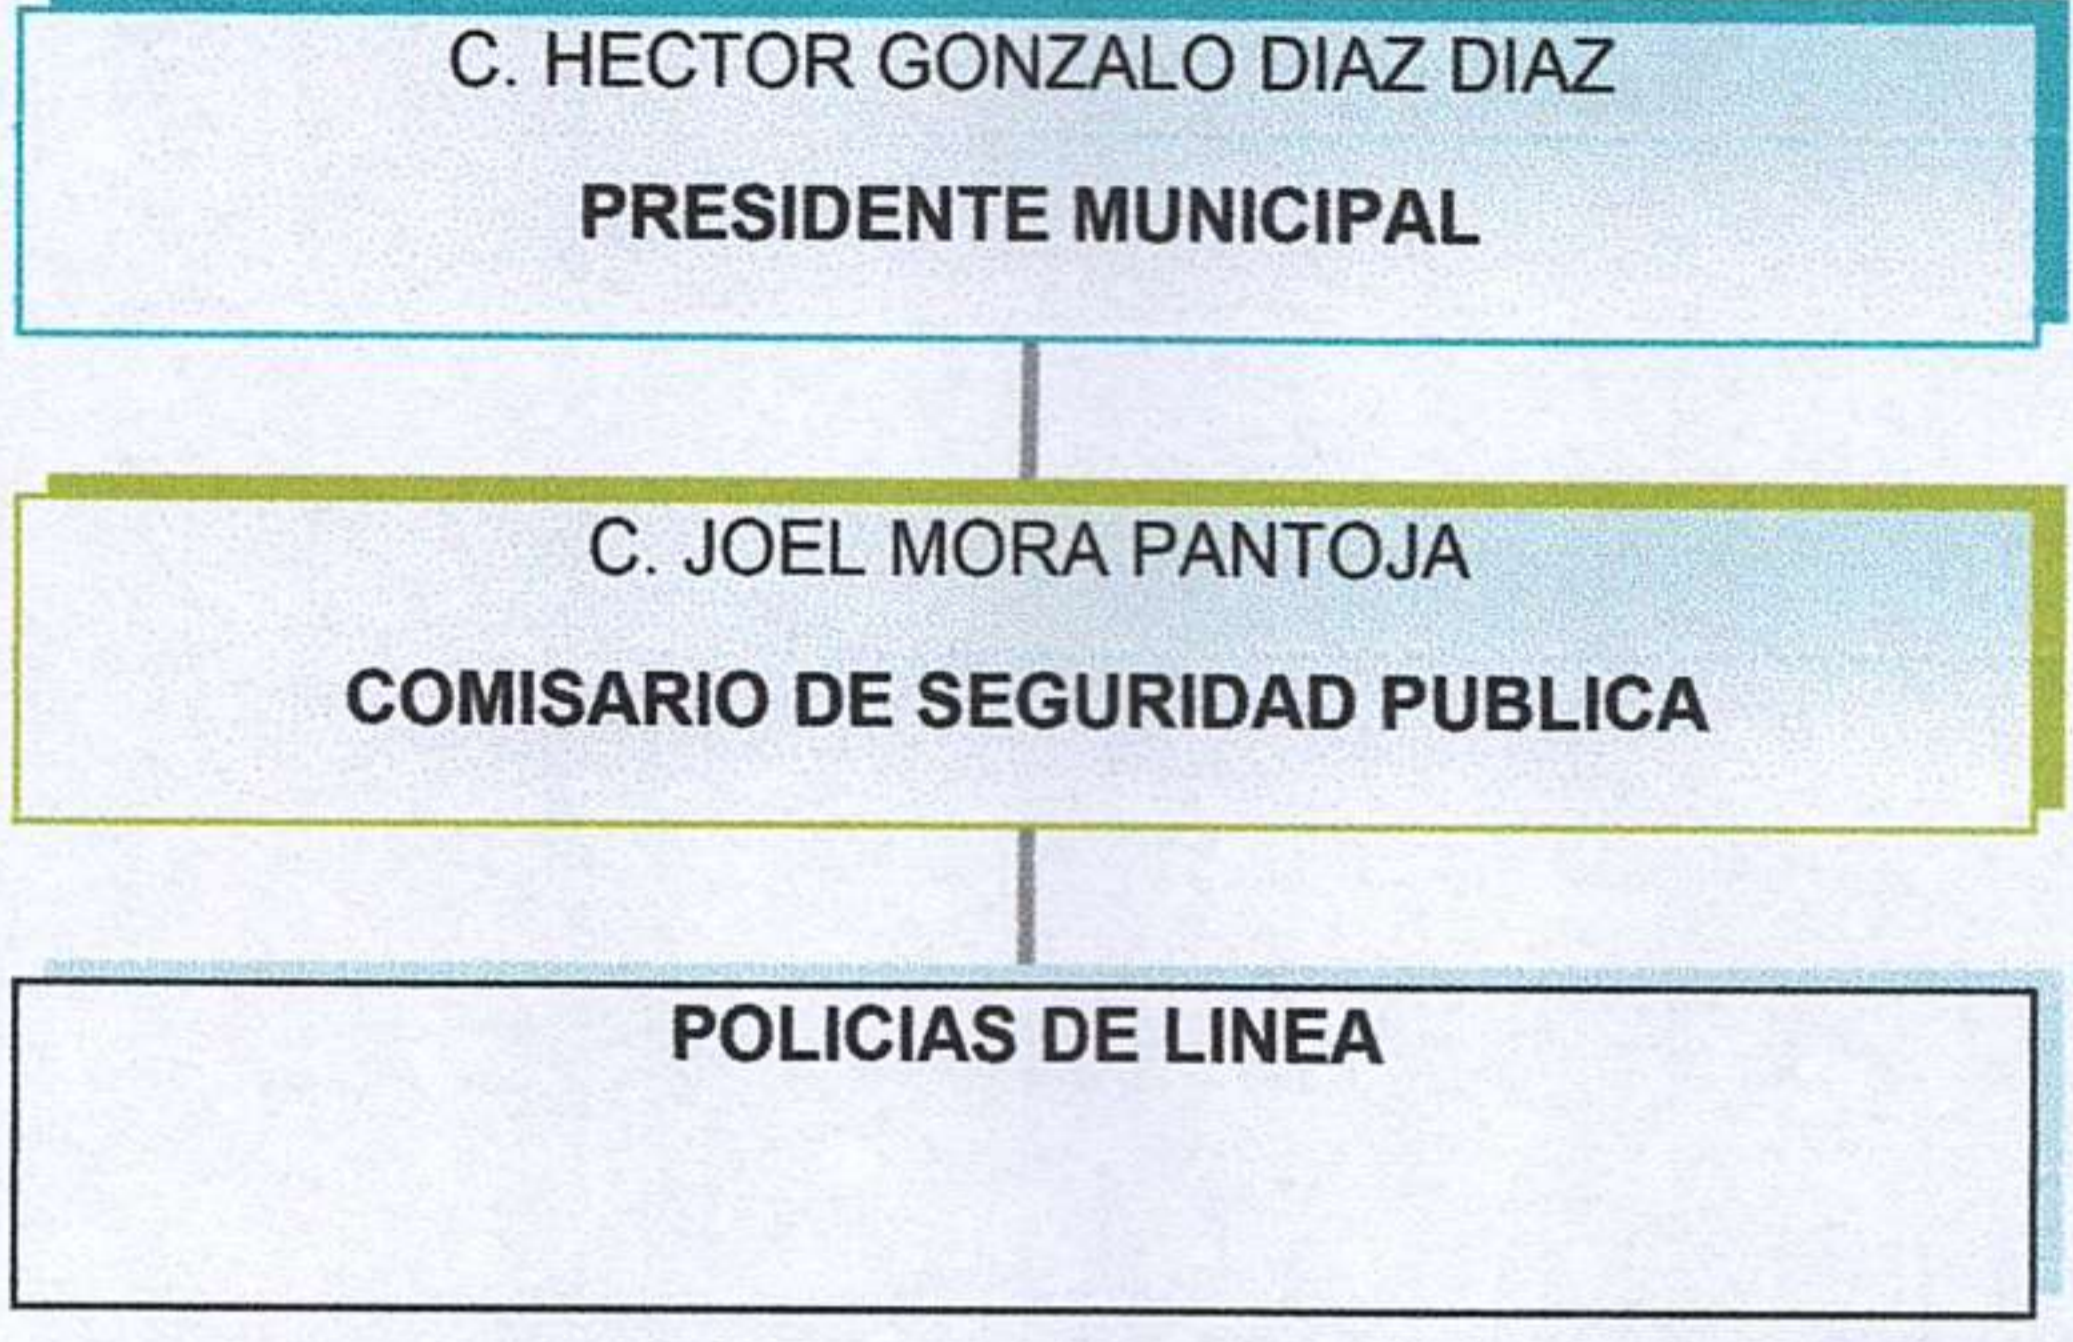 C. HECTOR GONZALO DIAZ DIAZ
PRESIDENTE MUNICIPAL
C. JOEL MORA PANTOJA
COMISARIO DE SEGURIDAD PUBLICA
POLICIAS DE LINEA